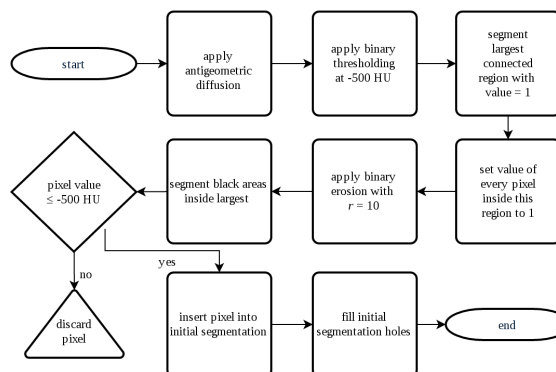 start
apply
antigeometric
diffusion
apply binary
thresholding
at -500 HU
segment
largest
connected
region with
value = 1
set value of
every pixel
inside this
region to 1
apply binary
erosion with
r = 10
segment black areas
inside largest
pixel value
≤ -500 HU
yes
no
discard
pixel
insert pixel into
initial segmentation
fill initial
segmentation holes
end